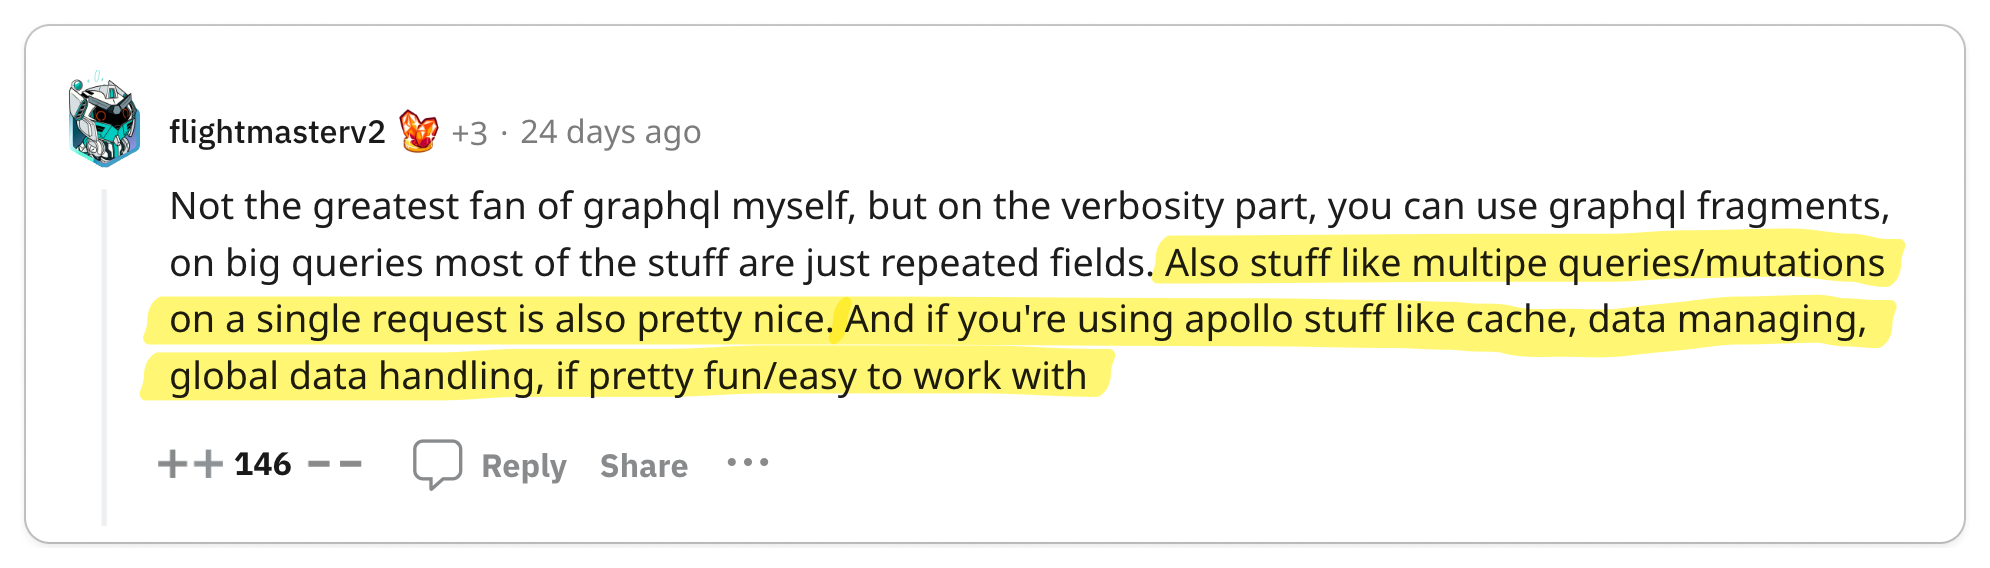 flightmasterv2 +3 · 24 days ago
Not the greatest fan of graphql myself, but on the verbosity part, you can use graphql fragments,
on big queries most of the stuff are just repeated fields. Also stuff like multipe queries/mutations
on a single request is also pretty nice. And if you're using apollo stuff like cache, data managing,
global data handling, if pretty fun/easy to work with
++ 146 −− Reply Share ···